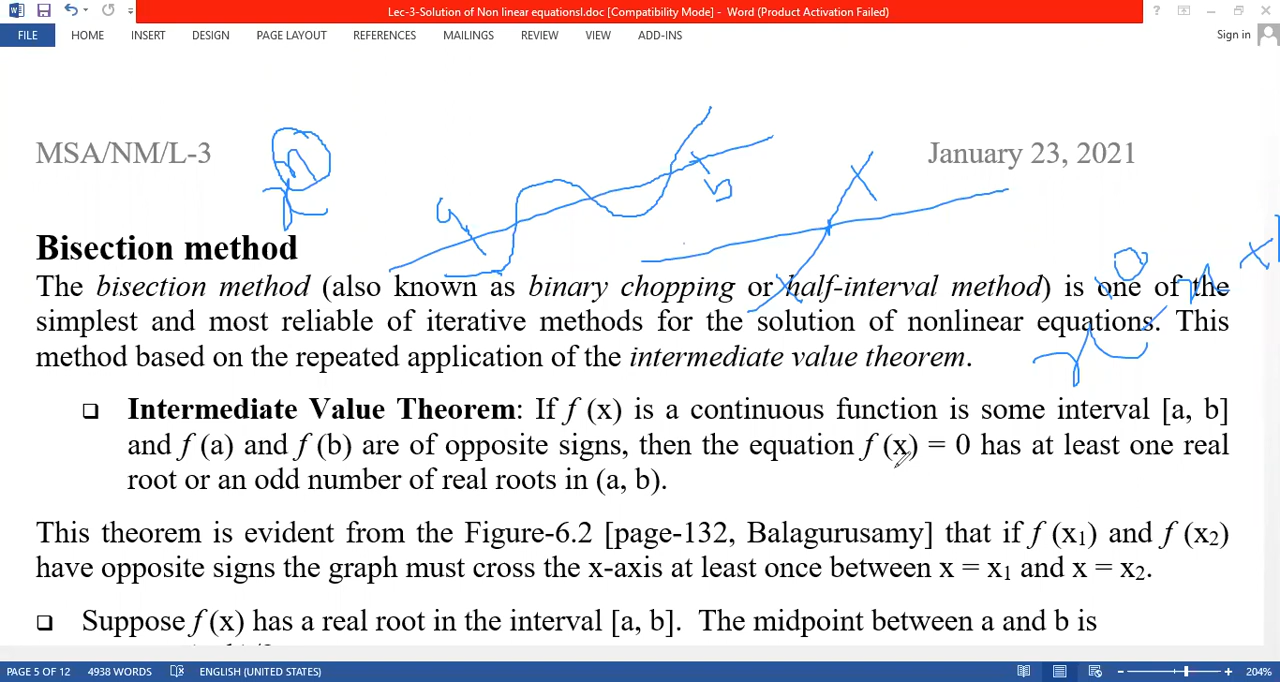 Lec-3-Solution of Non linear equationsl.doc [Compatibility Mode] - Word (Product Activation Failed)
FILE HOME INSERT DESIGN PAGE LAYOUT REFERENCES MAILINGS REVIEW VIEW ADD-INS Sign in
MSA/NM/L-3 January 23, 2021
a b
Bisection method
The bisection method (also known as binary chopping or half-interval method) is one of the
simplest and most reliable of iterative methods for the solution of nonlinear equations. This
method based on the repeated application of the intermediate value theorem.
❑ Intermediate Value Theorem: If f (x) is a continuous function is some interval [a, b]
and f (a) and f (b) are of opposite signs, then the equation f (x) = 0 has at least one real
root or an odd number of real roots in (a, b).
This theorem is evident from the Figure-6.2 [page-132, Balagurusamy] that if f (x₁) and f (x₂)
have opposite signs the graph must cross the x-axis at least once between x = x₁ and x = x₂.
❑ Suppose f (x) has a real root in the interval [a, b]. The midpoint between a and b is
PAGE 5 OF 12 4938 WORDS ENGLISH (UNITED STATES) 204%